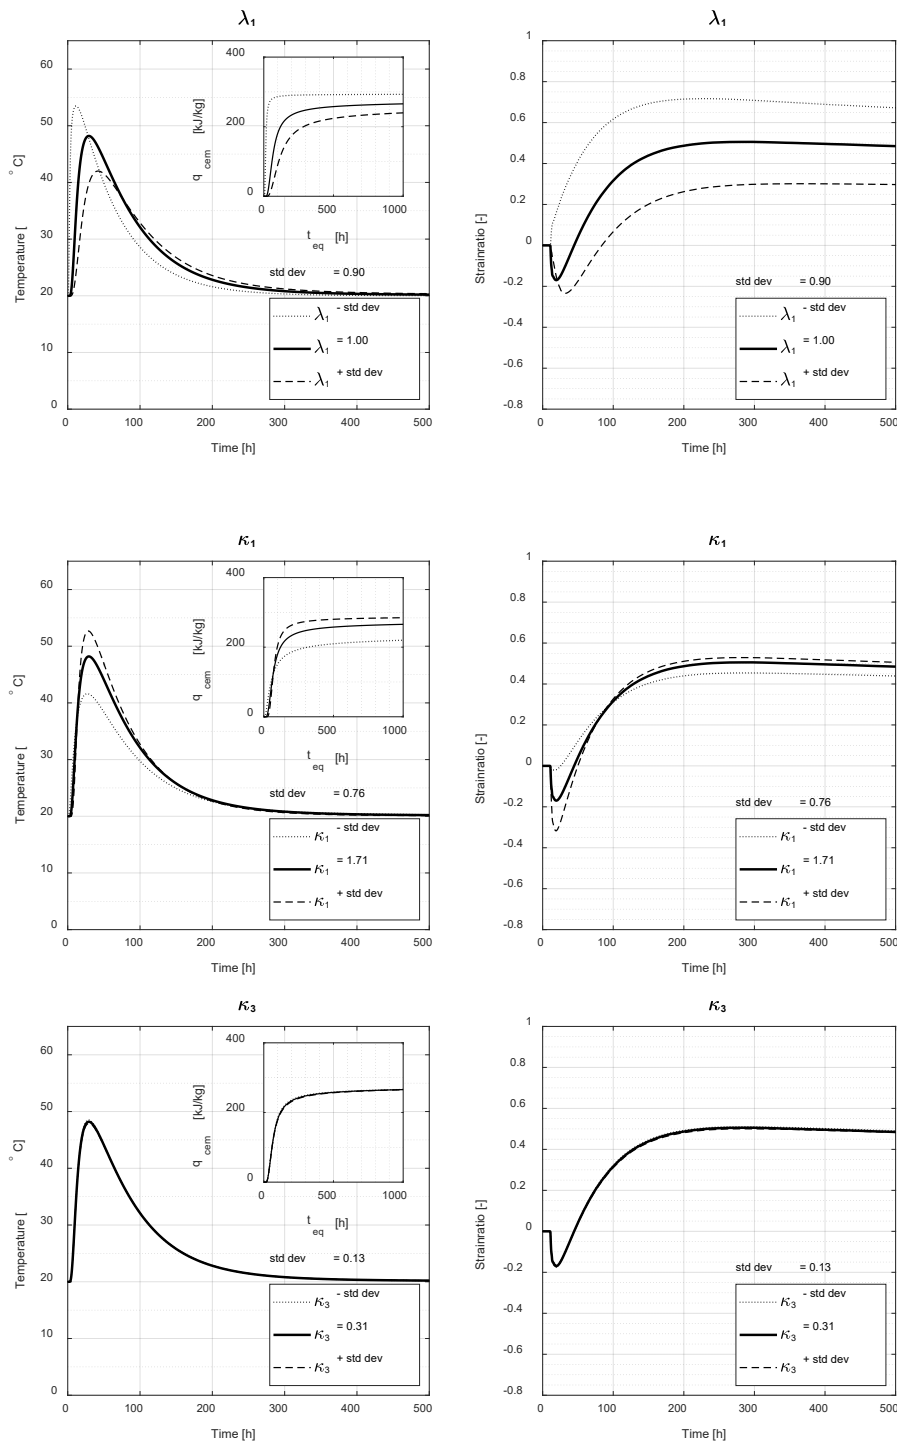 λ1
λ1
60
50
40
30
20
10
0
Temperature [ °C]
0 100 200 300 400 500
Time [h]
400
200
0
q cem [kJ/kg]
0 500 1000
t eq [h]
std dev = 0.90
λ1 - std dev
λ1 = 1.00
λ1 + std dev
1
0.8
0.6
0.4
0.2
0
-0.2
-0.4
-0.6
-0.8
Strainratio [-]
0 100 200 300 400 500
Time [h]
std dev = 0.90
λ1 - std dev
λ1 = 1.00
λ1 + std dev
κ1
κ1
60
50
40
30
20
10
0
Temperature [ °C]
0 100 200 300 400 500
Time [h]
400
200
0
q cem [kJ/kg]
0 500 1000
t eq [h]
std dev = 0.76
κ1 - std dev
κ1 = 1.71
κ1 + std dev
1
0.8
0.6
0.4
0.2
0
-0.2
-0.4
-0.6
-0.8
Strainratio [-]
0 100 200 300 400 500
Time [h]
std dev = 0.76
κ1 - std dev
κ1 = 1.71
κ1 + std dev
κ3
κ3
60
50
40
30
20
10
0
Temperature [ °C]
0 100 200 300 400 500
Time [h]
400
200
0
q cem [kJ/kg]
0 500 1000
t eq [h]
std dev = 0.13
κ3 - std dev
κ3 = 0.31
κ3 + std dev
1
0.8
0.6
0.4
0.2
0
-0.2
-0.4
-0.6
-0.8
Strainratio [-]
0 100 200 300 400 500
Time [h]
std dev = 0.13
κ3 - std dev
κ3 = 0.31
κ3 + std dev